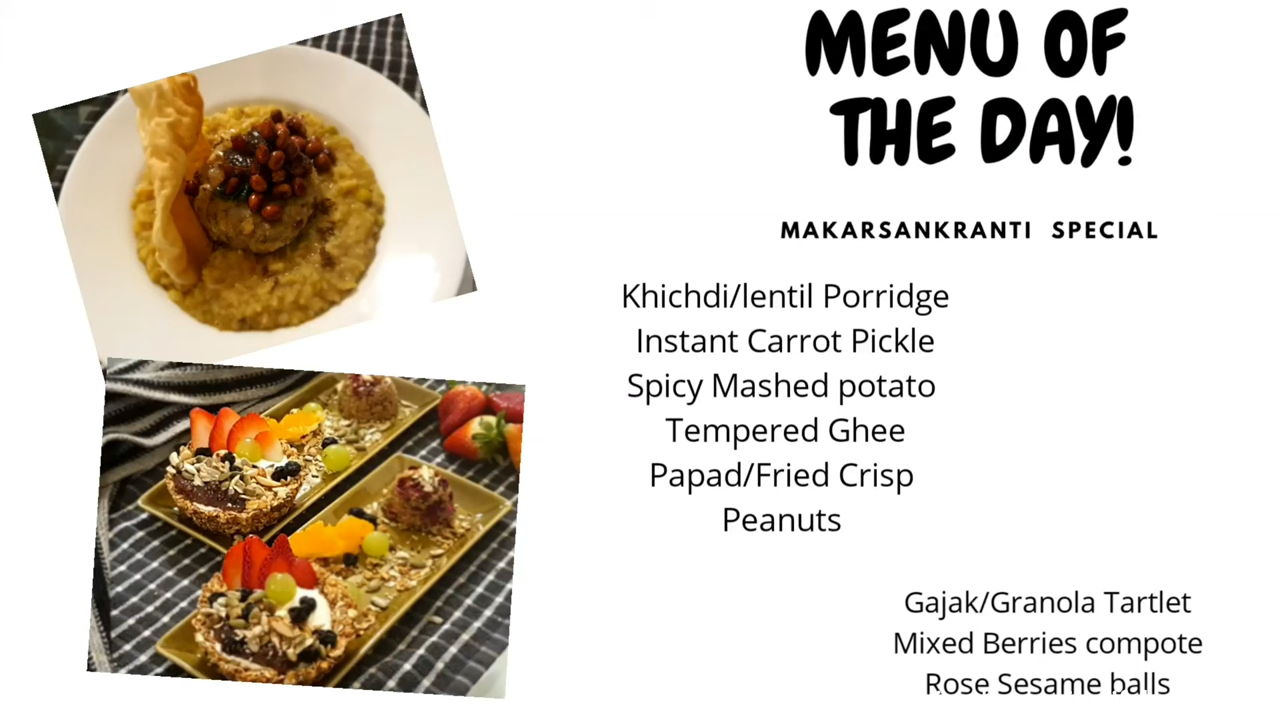 MENU OF
THE DAY!
MAKARSANKRANTI SPECIAL
Khichdi/lentil Porridge
Instant Carrot Pickle
Spicy Mashed potato
Tempered Ghee
Papad/Fried Crisp
Peanuts
Gajak/Granola Tartlet
Mixed Berries compote
Rose Sesame balls